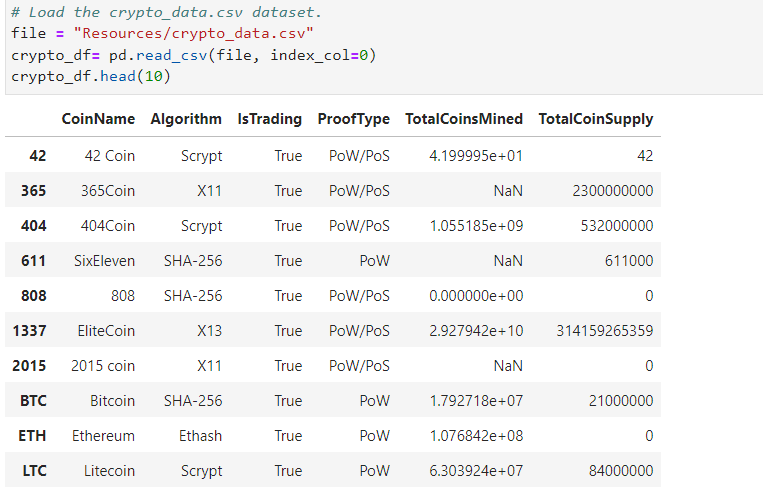 # Load the crypto_data.csv dataset.
file = "Resources/crypto_data.csv"
crypto_df= pd.read_csv(file, index_col=0)
crypto_df.head(10)
CoinName Algorithm IsTrading ProofType TotalCoinsMined TotalCoinSupply
42 42 Coin Scrypt True PoW/PoS 4.199995e+01 42
365 365Coin X11 True PoW/PoS NaN 2300000000
404 404Coin Scrypt True PoW/PoS 1.055185e+09 532000000
611 SixEleven SHA-256 True PoW NaN 611000
808 808 SHA-256 True PoW/PoS 0.000000e+00 0
1337 EliteCoin X13 True PoW/PoS 2.927942e+10 314159265359
2015 2015 coin X11 True PoW/PoS NaN 0
BTC Bitcoin SHA-256 True PoW 1.792718e+07 21000000
ETH Ethereum Ethash True PoW 1.076842e+08 0
LTC Litecoin Scrypt True PoW 6.303924e+07 84000000